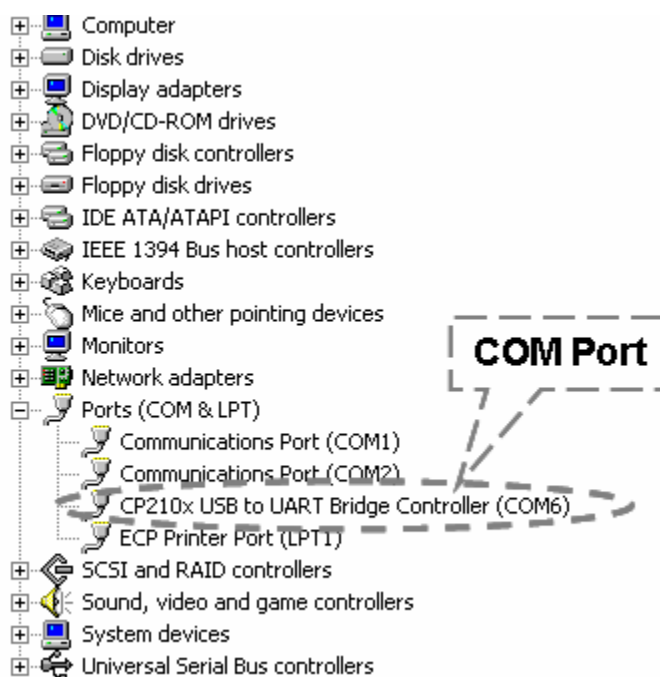 Computer
Disk drives
Display adapters
DVD/CD-ROM drives
Floppy disk controllers
Floppy disk drives
IDE ATA/ATAPI controllers
IEEE 1394 Bus host controllers
Keyboards
Mice and other pointing devices
Monitors
COM Port
Network adapters
Ports (COM & LPT)
Communications Port (COM1)
Communications Port (COM2)
CP210x USB to UART Bridge Controller (COM6)
ECP Printer Port (LPT1)
SCSI and RAID controllers
Sound, video and game controllers
System devices
Universal Serial Bus controllers